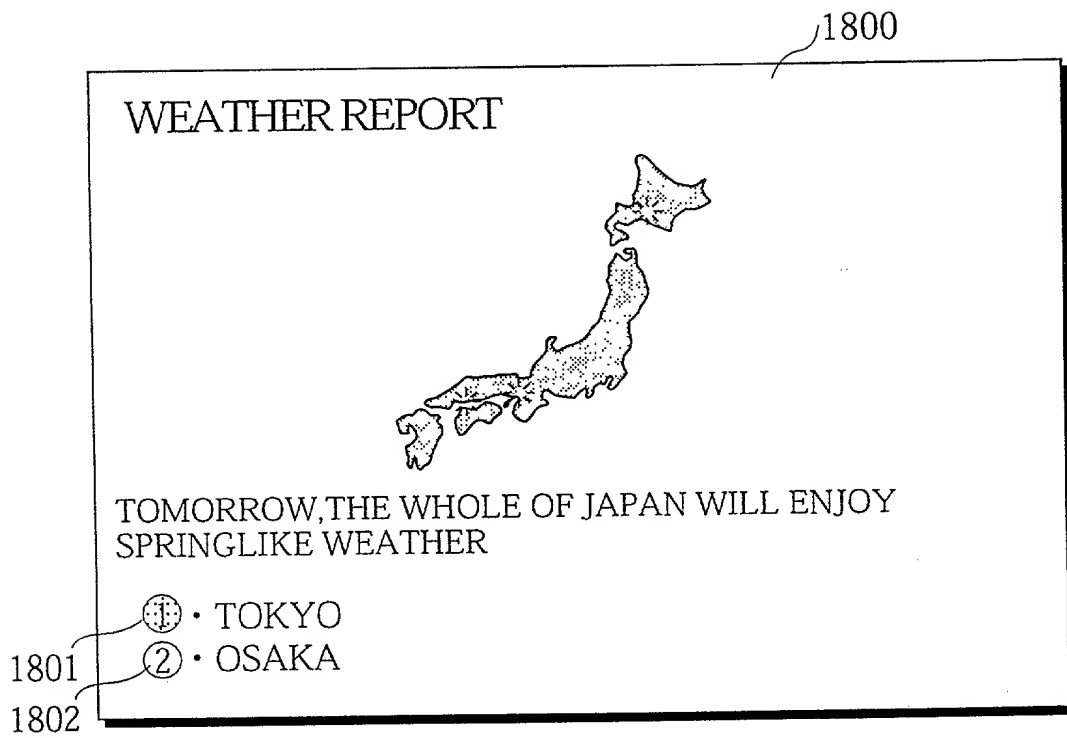 1800
WEATHER REPORT
TOMORROW,THE WHOLE OF JAPAN WILL ENJOY
SPRINGLIKE WEATHER
1 · TOKYO
2 · OSAKA
1801
1802